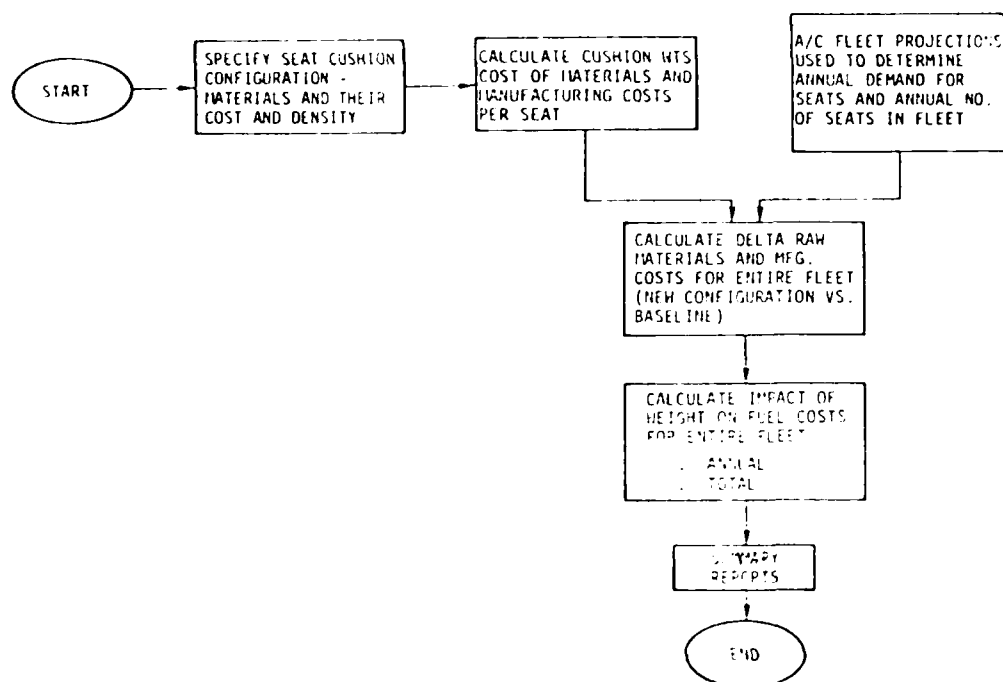 START
SPECIFY SEAT CUSHION
CONFIGURATION -
MATERIALS AND THEIR
COST AND DENSITY
CALCULATE CUSHION WTS
COST OF MATERIALS AND
MANUFACTURING COSTS
PER SEAT
A/C FLEET PROJECTIONS
USED TO DETERMINE
ANNUAL DEMAND FOR
SEATS AND ANNUAL NO.
OF SEATS IN FLEET
CALCULATE DELTA RAW
MATERIALS AND MFG.
COSTS FOR ENTIRE FLEET
(NEW CONFIGURATION VS.
BASELINE)
CALCULATE IMPACT OF
WEIGHT ON FUEL COSTS
FOR ENTIRE FLEET
. ANNUAL
. TOTAL
SUMMARY
REPORTS
END